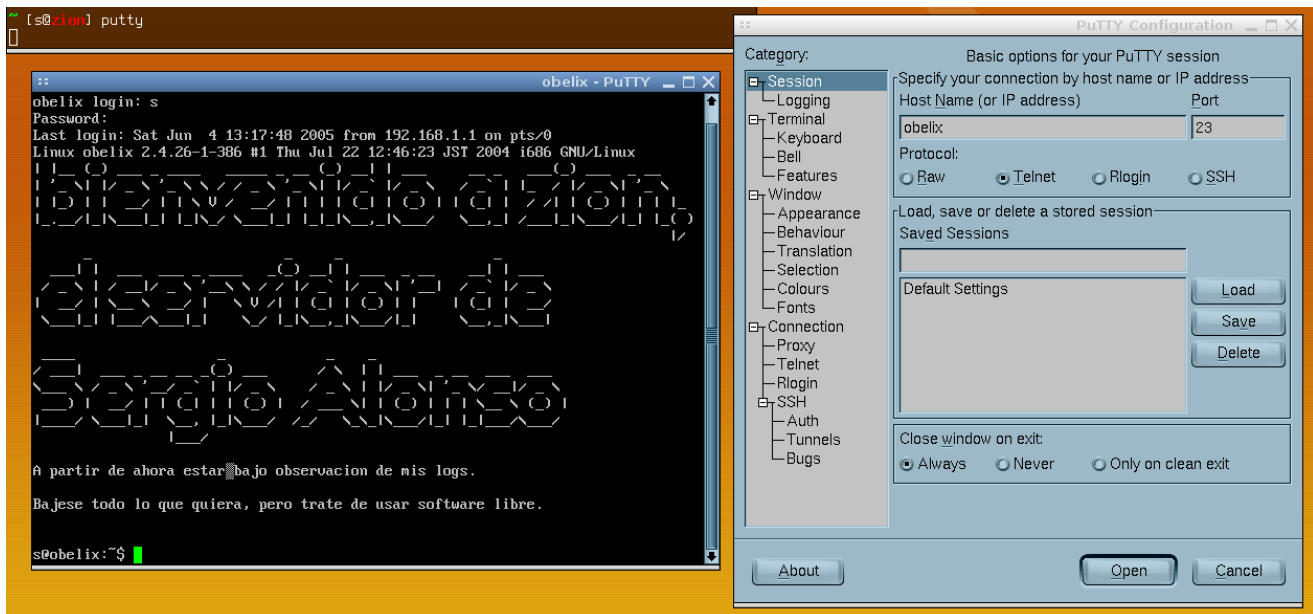 ~ [s@zion] putty
obelix - PuTTY
obelix login: s
Password:
Last login: Sat Jun  4 13:17:48 2005 from 192.168.1.1 on pts/0
Linux obelix 2.4.26-1-386 #1 Thu Jul 22 12:46:23 JST 2004 i686 GNU/Linux
bienvenido a zion,
el servidor de
Sergio Alonso
A partir de ahora estar▒bajo observacion de mis logs.
Bajese todo lo que quiera, pero trate de usar software libre.
s@obelix:~$
PuTTY Configuration
Category:
Session
Logging
Terminal
Keyboard
Bell
Features
Window
Appearance
Behaviour
Translation
Selection
Colours
Fonts
Connection
Proxy
Telnet
Rlogin
SSH
Auth
Tunnels
Bugs
Basic options for your PuTTY session
Specify your connection by host name or IP address
Host Name (or IP address) Port
obelix 23
Protocol:
Raw Telnet Rlogin SSH
Load, save or delete a stored session
Saved Sessions
Default Settings
Load
Save
Delete
Close window on exit:
Always Never Only on clean exit
About Open Cancel